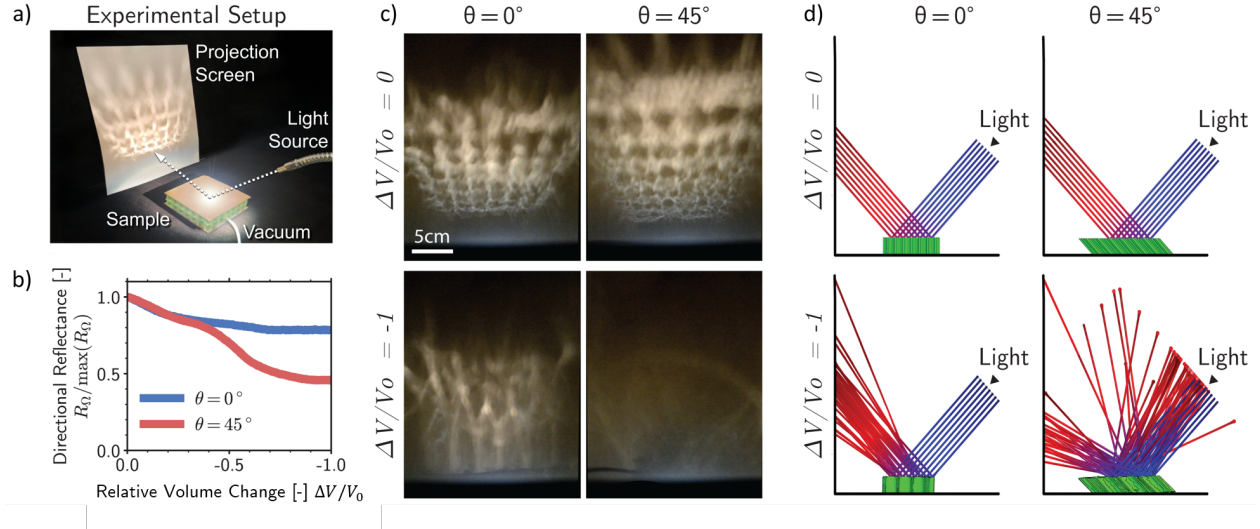 a)
Experimental Setup
Projection
Screen
Light
Source
Sample
Vacuum
b)
Directional Reflectance [-]
R_Ω/max(R_Ω)
1.0
0.5
0.0
θ = 0°
θ = 45°
0.0
-0.5
-1.0
Relative Volume Change [-] ΔV/V₀
c)
θ = 0°
θ = 45°
ΔV/Vo = 0
5cm
ΔV/Vo = -1
d)
θ = 0°
θ = 45°
ΔV/Vo = 0
Light
Light
ΔV/Vo = -1
Light
Light